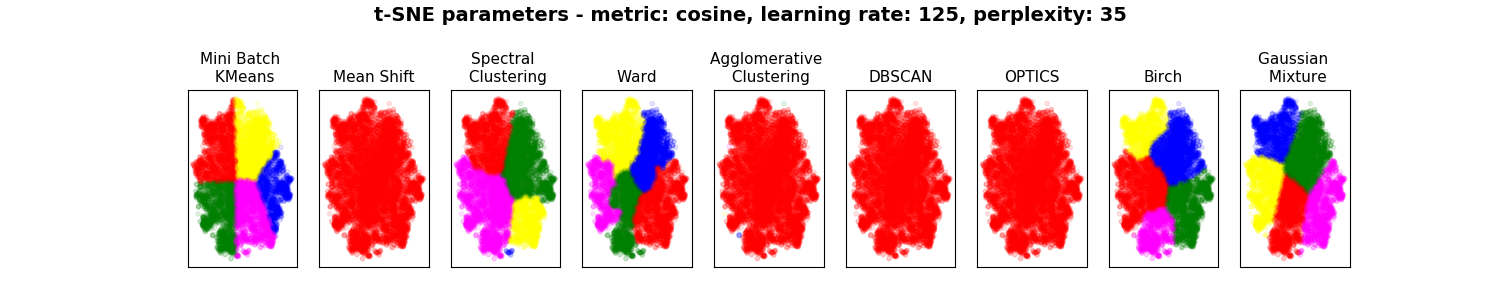 t-SNE parameters - metric: cosine, learning rate: 125, perplexity: 35
Mini Batch
KMeans
Mean Shift
Spectral
Clustering
Ward
Agglomerative
Clustering
DBSCAN
OPTICS
Birch
Gaussian
Mixture